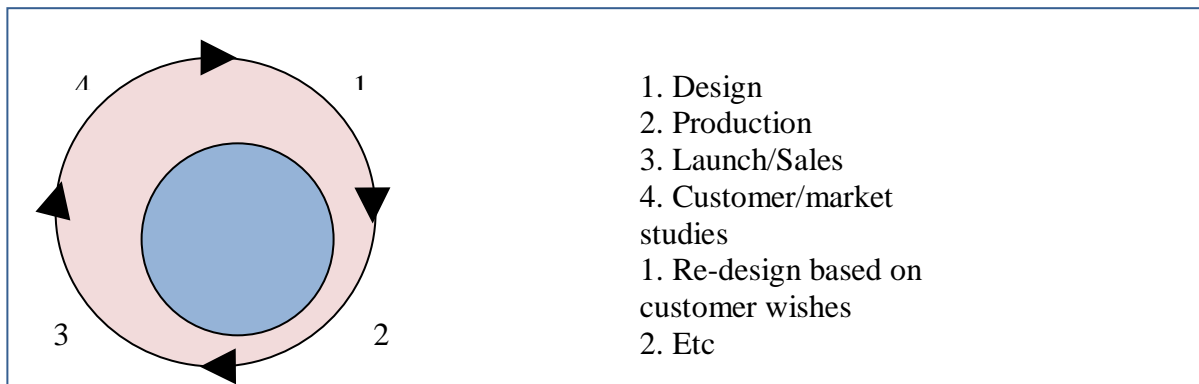 4
1
3
2
1. Design
2. Production
3. Launch/Sales
4. Customer/market
studies
1. Re-design based on
customer wishes
2. Etc